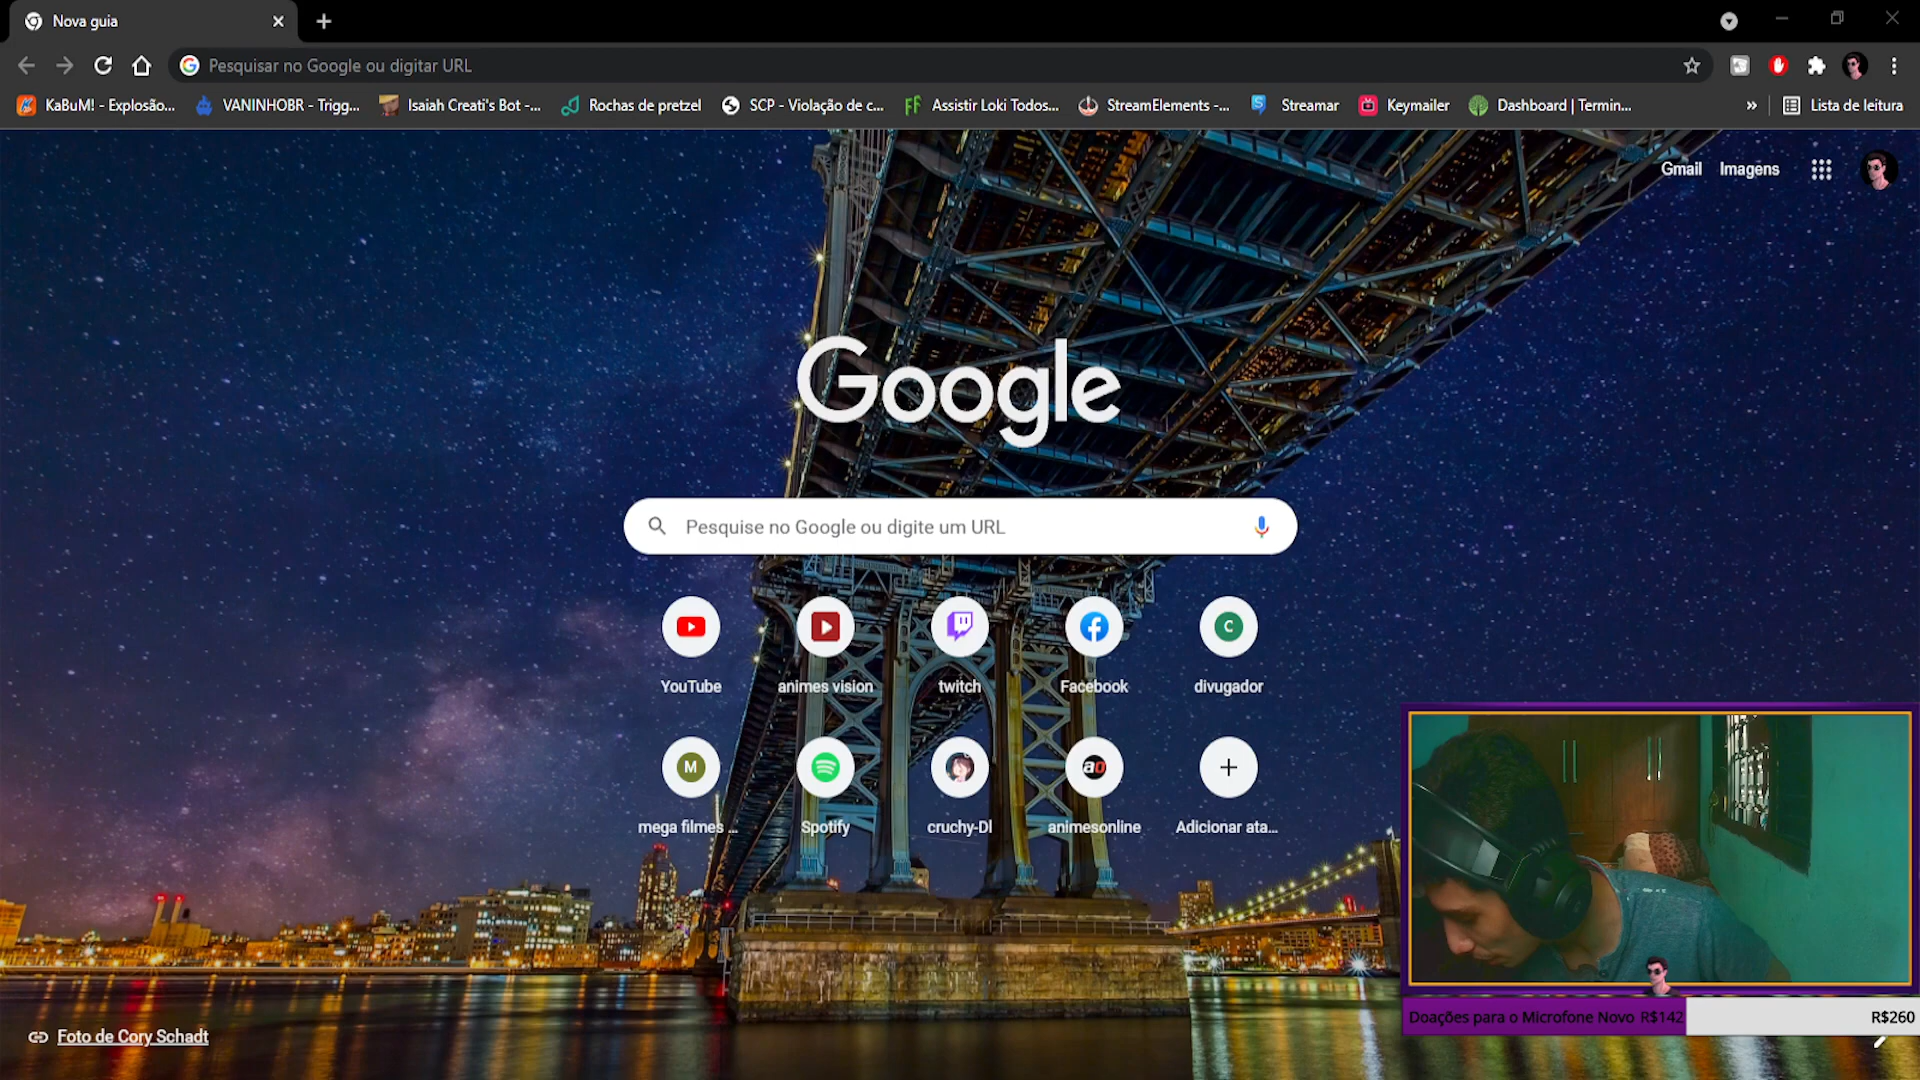 Nova guia
Pesquisar no Google ou digitar URL
KaBuM! - Explosão... VANINHOBR - Trigg... Isaiah Creati's Bot -... Rochas de pretzel SCP - Violação de c... Assistir Loki Todos... StreamElements -... Streamar Keymailer Dashboard | Termin... » Lista de leitura
Gmail Imagens
Google
Pesquise no Google ou digite um URL
YouTube animes vision twitch Facebook divugador
C
M
ao
mega filmes ... Spotify cruchy-Dl animesonline Adicionar ata...
Doações para o Microfone Novo R$142 R$260
Foto de Cory Schadt